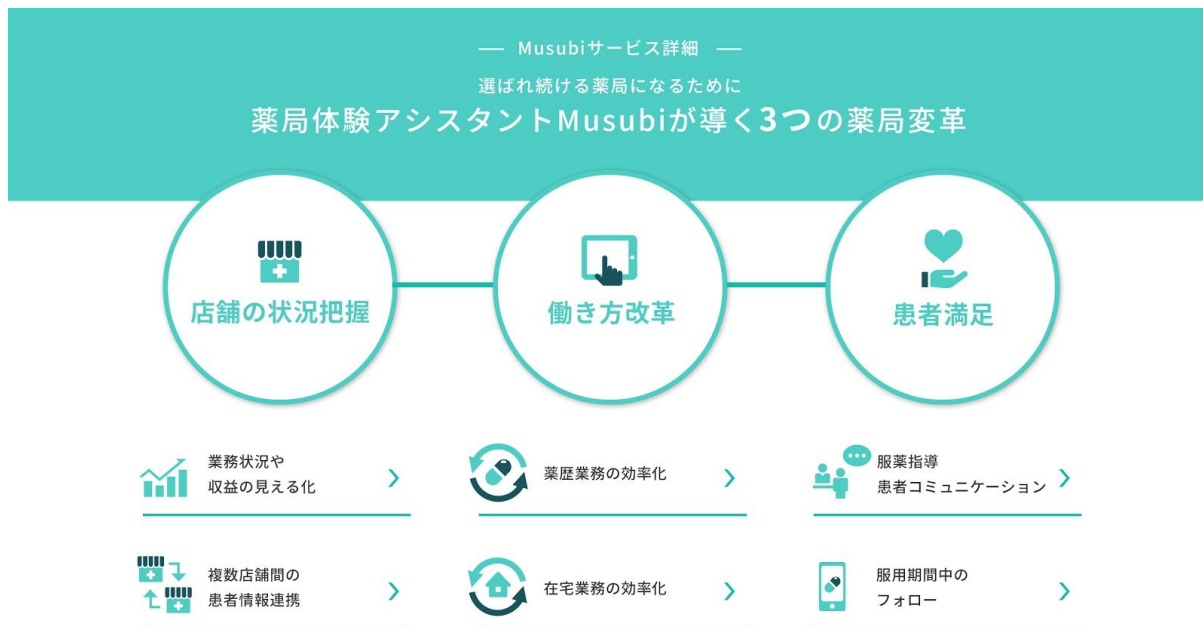 Musubiサービス詳細
選ばれ続ける薬局になるために
薬局体験アシスタントMusubiが導く3つの薬局変革
店舗の状況把握
働き方改革
患者満足
業務状況や
収益の見える化
薬歴業務の効率化
服薬指導
患者コミュニケーション
複数店舗間の
患者情報連携
在宅業務の効率化
服用期間中の
フォロー